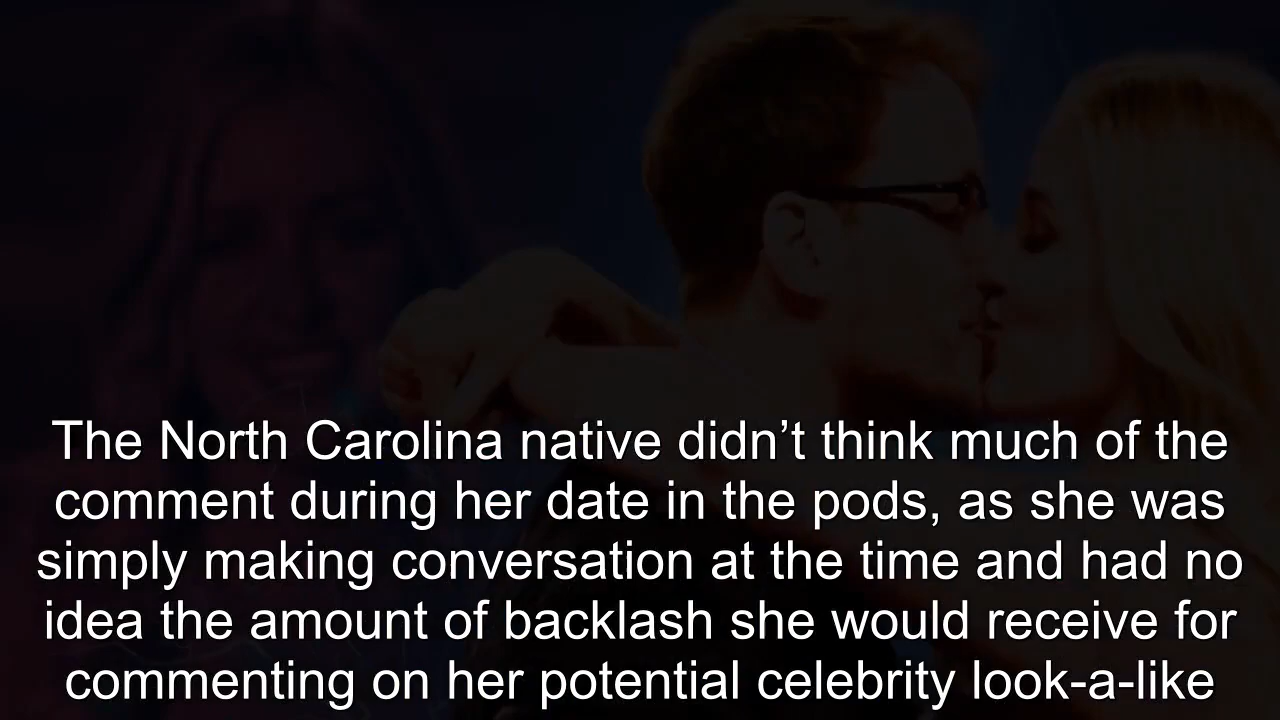 The North Carolina native didn’t think much of the
comment during her date in the pods, as she was
simply making conversation at the time and had no
idea the amount of backlash she would receive for
commenting on her potential celebrity look-a-like